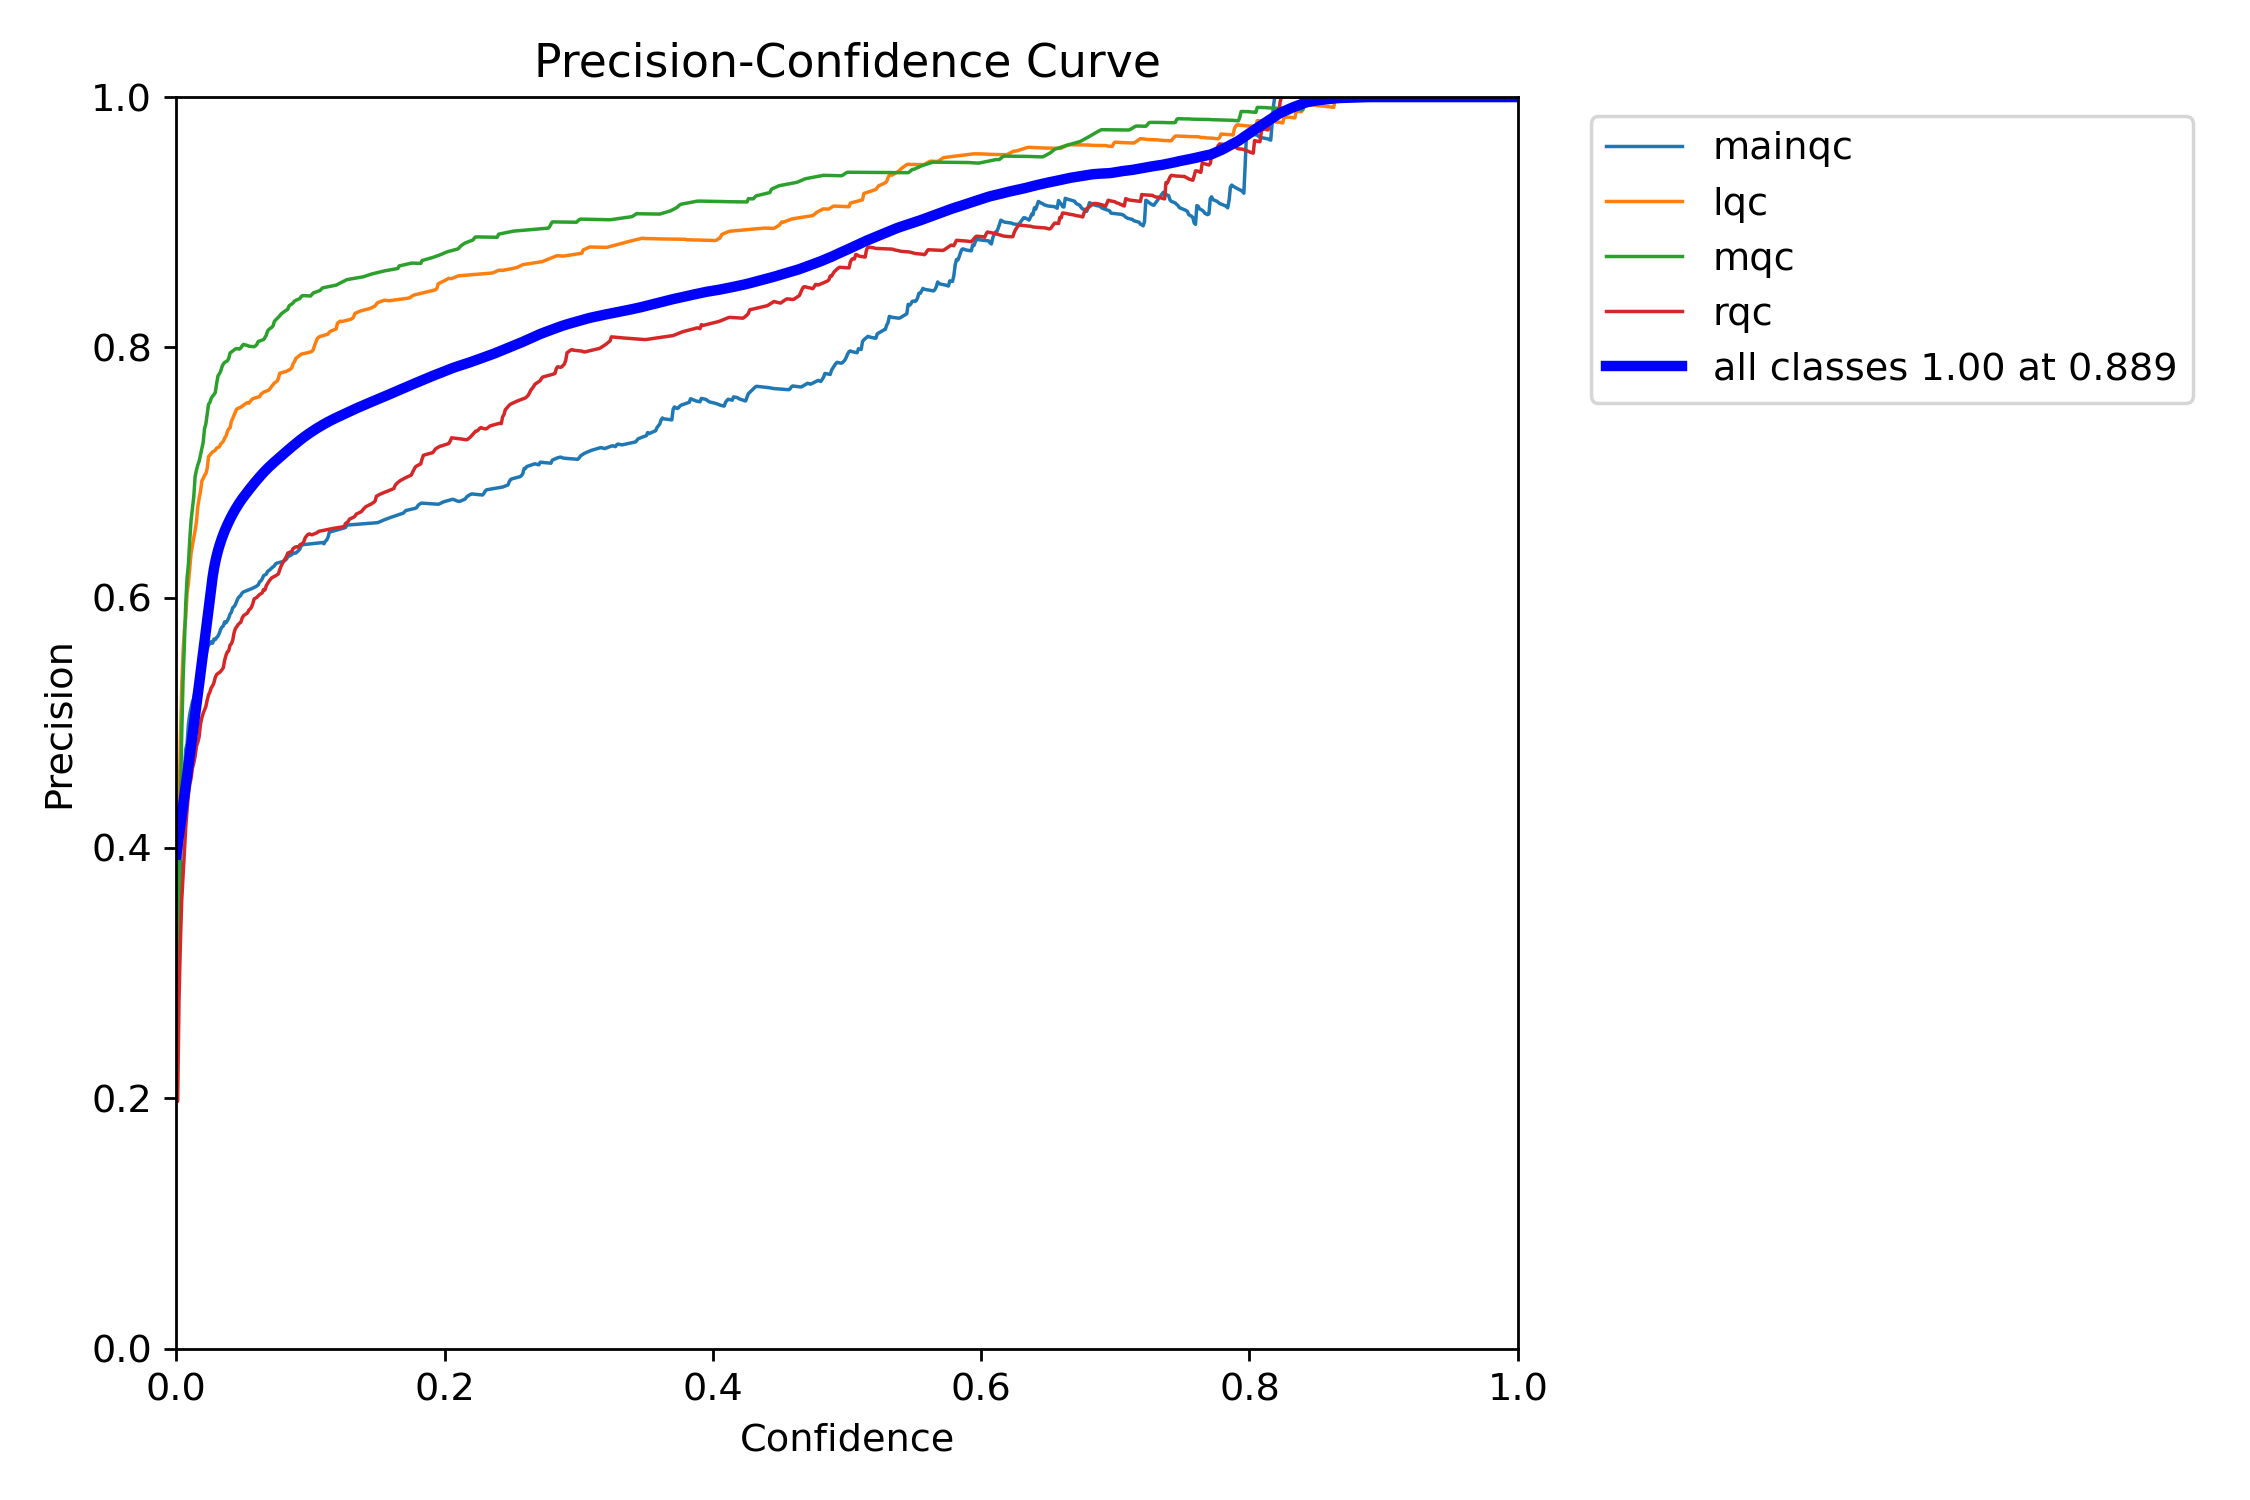 Precision-Confidence Curve
1.0
0.8
0.6
0.4
0.2
0.0
Precision
0.0 0.2 0.4 0.6 0.8 1.0
Confidence
mainqc
lqc
mqc
rqc
all classes 1.00 at 0.889